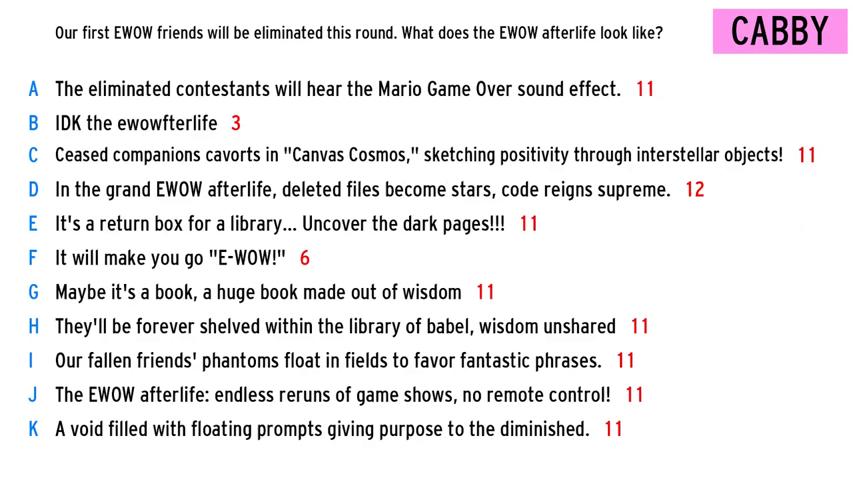 Our first EWOW friends will be eliminated this round. What does the EWOW afterlife look like?
CABBY
A The eliminated contestants will hear the Mario Game Over sound effect. 11
B IDK the ewowfterlife 3
C Ceased companions cavorts in "Canvas Cosmos," sketching positivity through interstellar objects! 11
D In the grand EWOW afterlife, deleted files become stars, code reigns supreme. 12
E It's a return box for a library... Uncover the dark pages!!! 11
F It will make you go "E-WOW!" 6
G Maybe it's a book, a huge book made out of wisdom 11
H They'll be forever shelved within the library of babel, wisdom unshared 11
I Our fallen friends' phantoms float in fields to favor fantastic phrases. 11
J The EWOW afterlife: endless reruns of game shows, no remote control! 11
K A void filled with floating prompts giving purpose to the diminished. 11